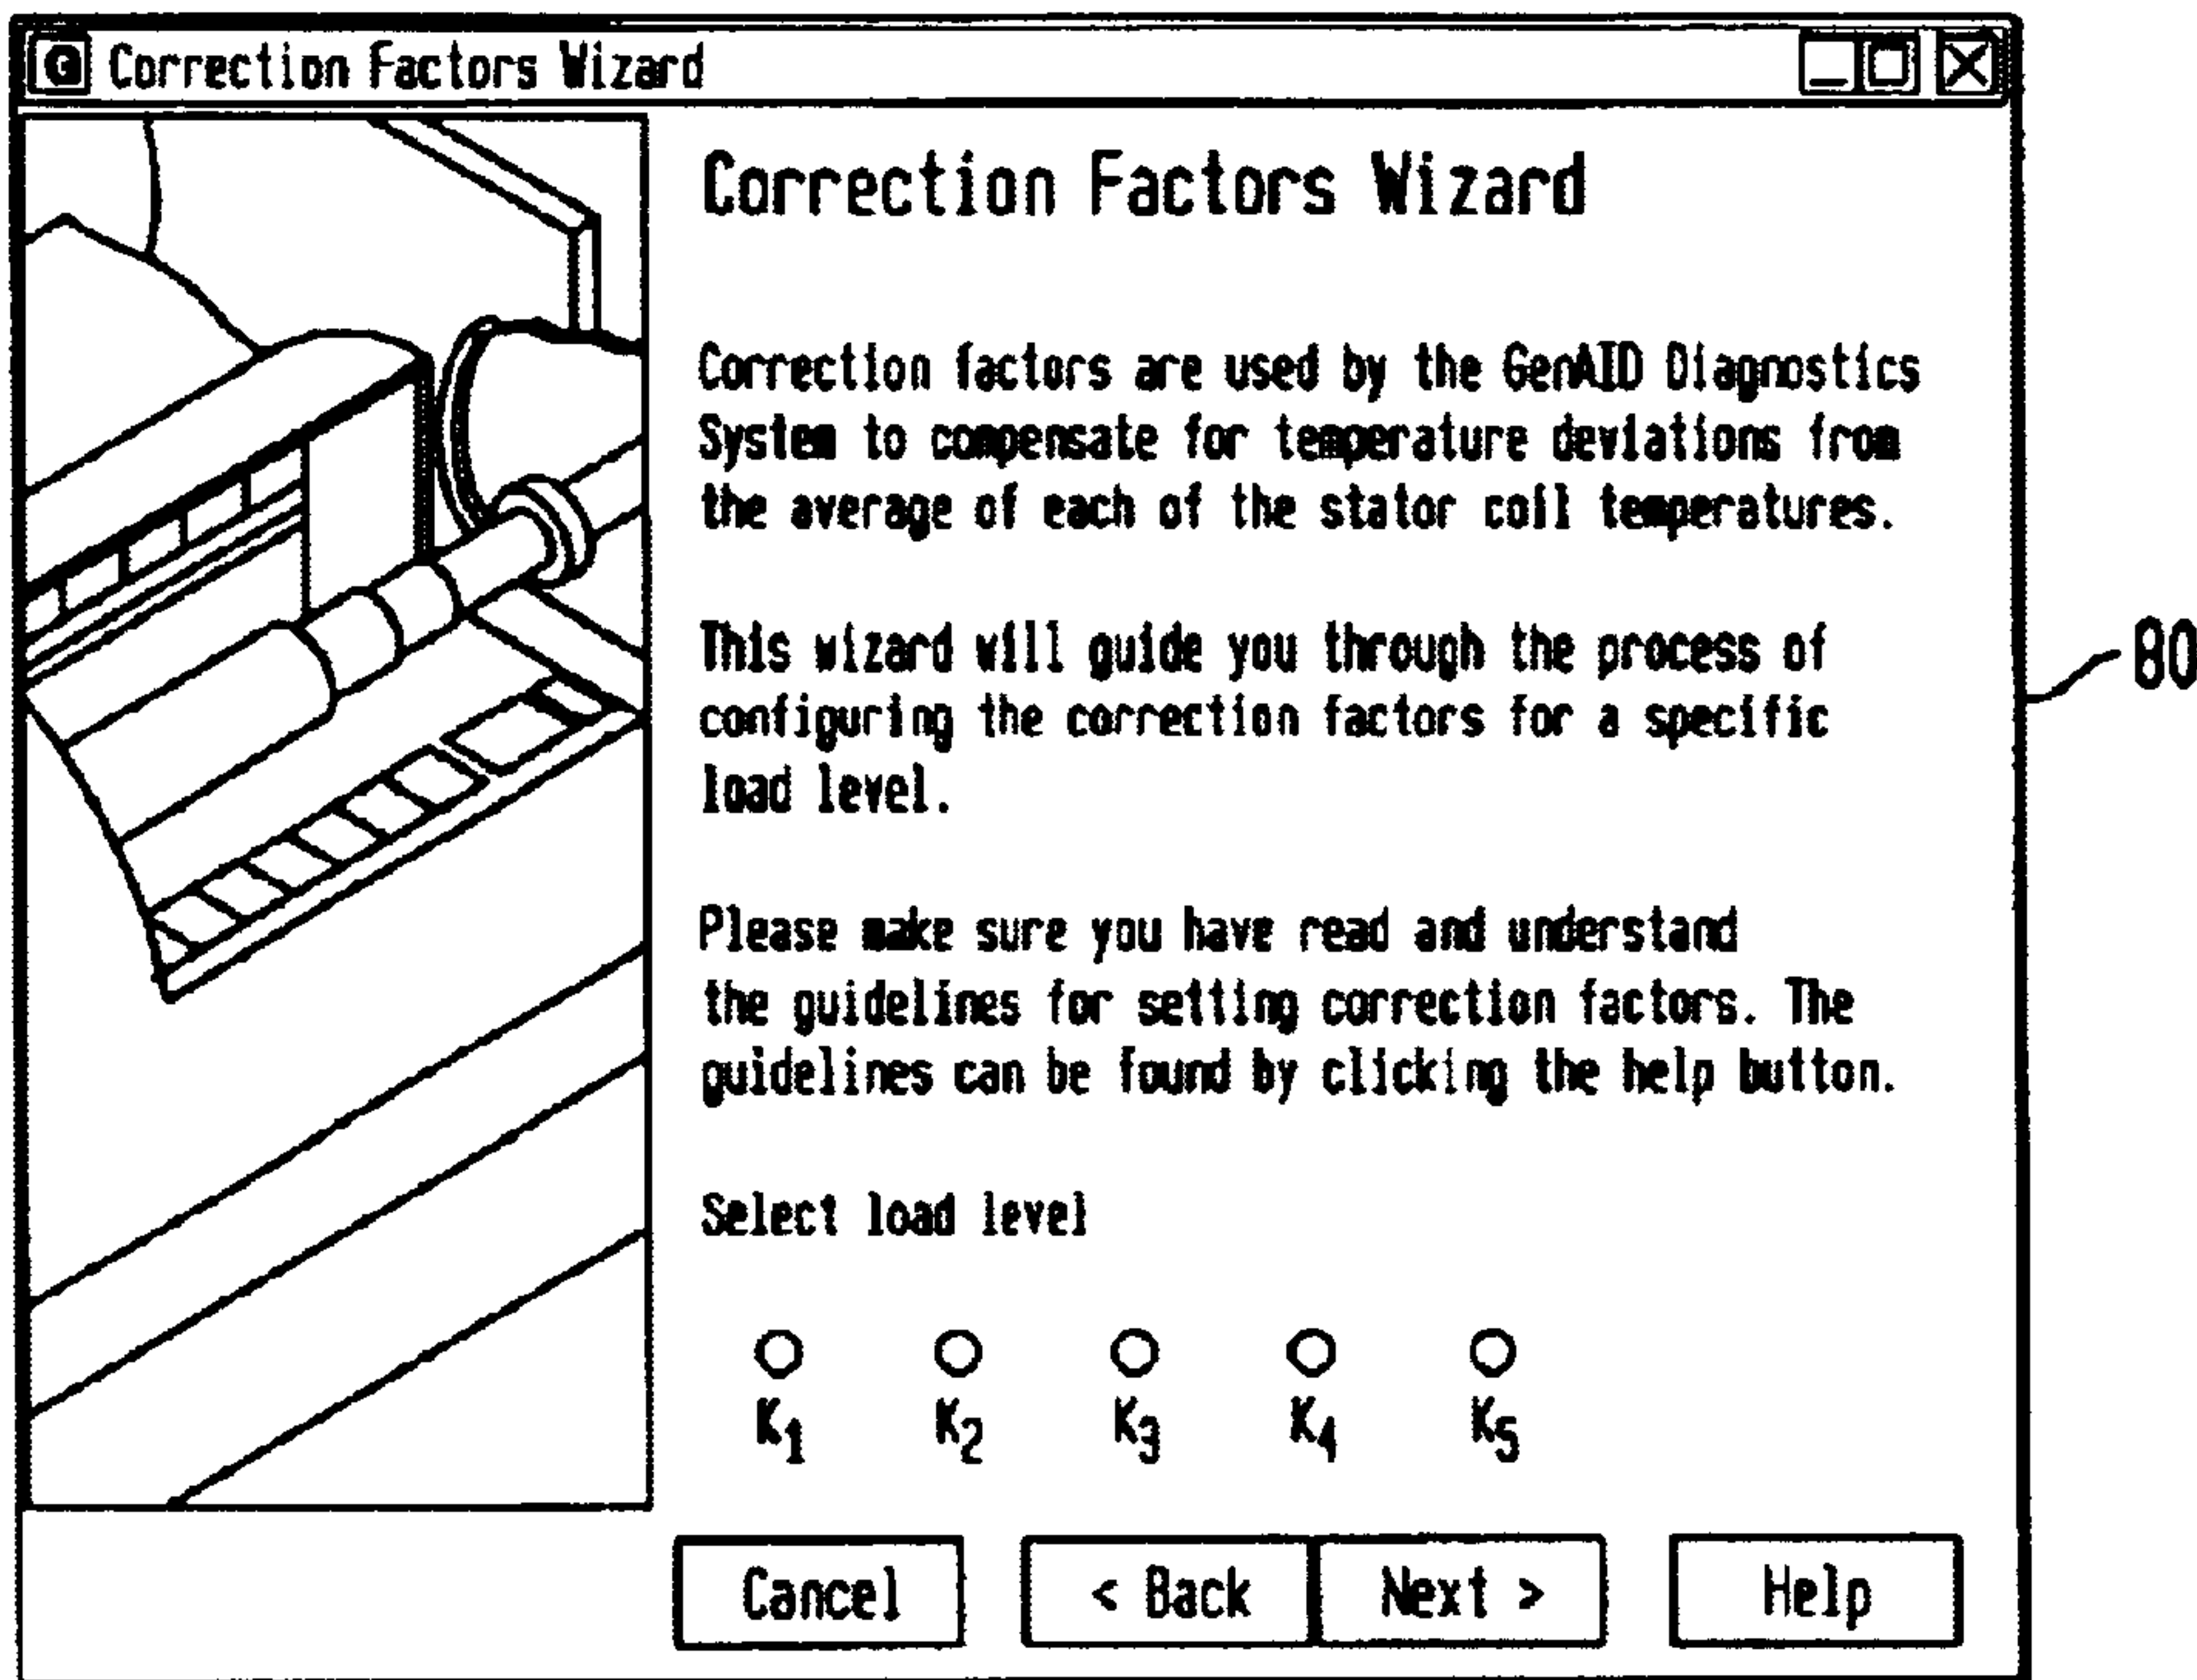 Correction Factors Wizard
Correction Factors Wizard
Correction factors are used by the GenAID Diagnostics
System to compensate for temperature deviations from
the average of each of the stator coil temperatures.
This wizard will guide you through the process of
configuring the correction factors for a specific
load level.
Please make sure you have read and understand
the guidelines for setting correction factors. The
guidelines can be found by clicking the help button.
Select load level
K₁ K₂ K₃ K₄ K₅
Cancel < Back Next > Help
80